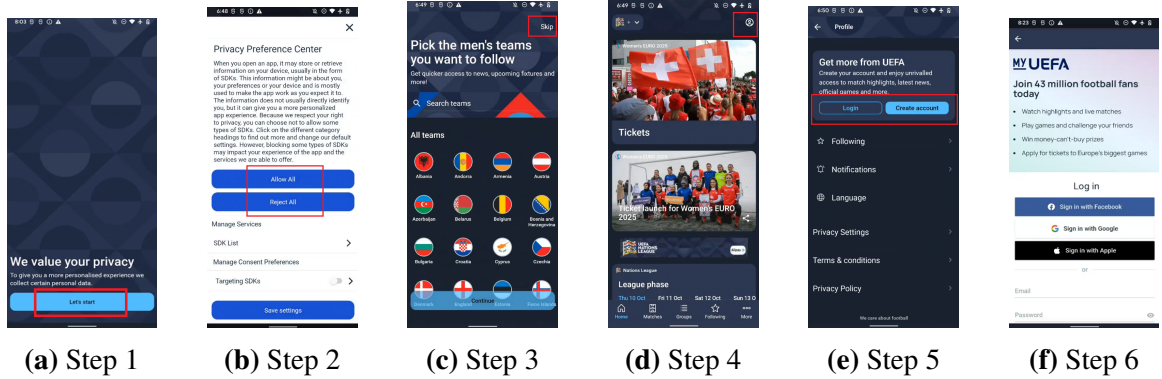 8:03
We value your privacy
To give you a more personalised experience we
collect certain personal data.
Let's start
(a) Step 1
6:48
Privacy Preference Center
When you open an app, it may store or retrieve
information on your device, usually in the form
of SDKs. This information might be about you,
your preferences or your device and is mostly
used to make the app work as you expect it to.
The information does not usually directly identify
you, but it can give you a more personalized
app experience. Because we respect your right
to privacy, you can choose not to allow some
types of SDKs. Click on the different category
headings to find out more and change our default
settings. However, blocking some types of SDKs
may impact your experience of the app and the
services we are able to offer.
Allow All
Reject All
Manage Services
SDK List
Manage Consent Preferences
Targeting SDKs
Save settings
(b) Step 2
6:49
Skip
Pick the men's teams
you want to follow
Get quicker access to news, upcoming fixtures and
more!
Search teams
All teams
Albania Andorra Armenia Austria
Azerbaijan Belarus Belgium Bosnia and
Herzegovina
Bulgaria Croatia Cyprus Czechia
Denmark England Estonia Faroe Islands
Continue
(c) Step 3
6:49
Women's EURO 2025
Tickets
Women's EURO 2025
Ticket launch for Women's EURO
2025
UEFA
NATIONS
LEAGUE
Nations League
League phase
Thu 10 Oct Fri 11 Oct Sat 12 Oct Sun 13 O
Home Matches Groups Following More
(d) Step 4
6:50
Profile
Get more from UEFA
Create your account and enjoy unrivalled
access to match highlights, latest news,
official games and more.
Login Create account
Following
Notifications
Language
Privacy Settings
Terms & conditions
Privacy Policy
We care about football
(e) Step 5
8:23
MY UEFA
Join 43 million football fans
today
• Watch highlights and live matches
• Play games and challenge your friends
• Win money-can't-buy prizes
• Apply for tickets to Europe's biggest games
Log in
Sign in with Facebook
Sign in with Google
Sign in with Apple
or
Email
Password
(f) Step 6